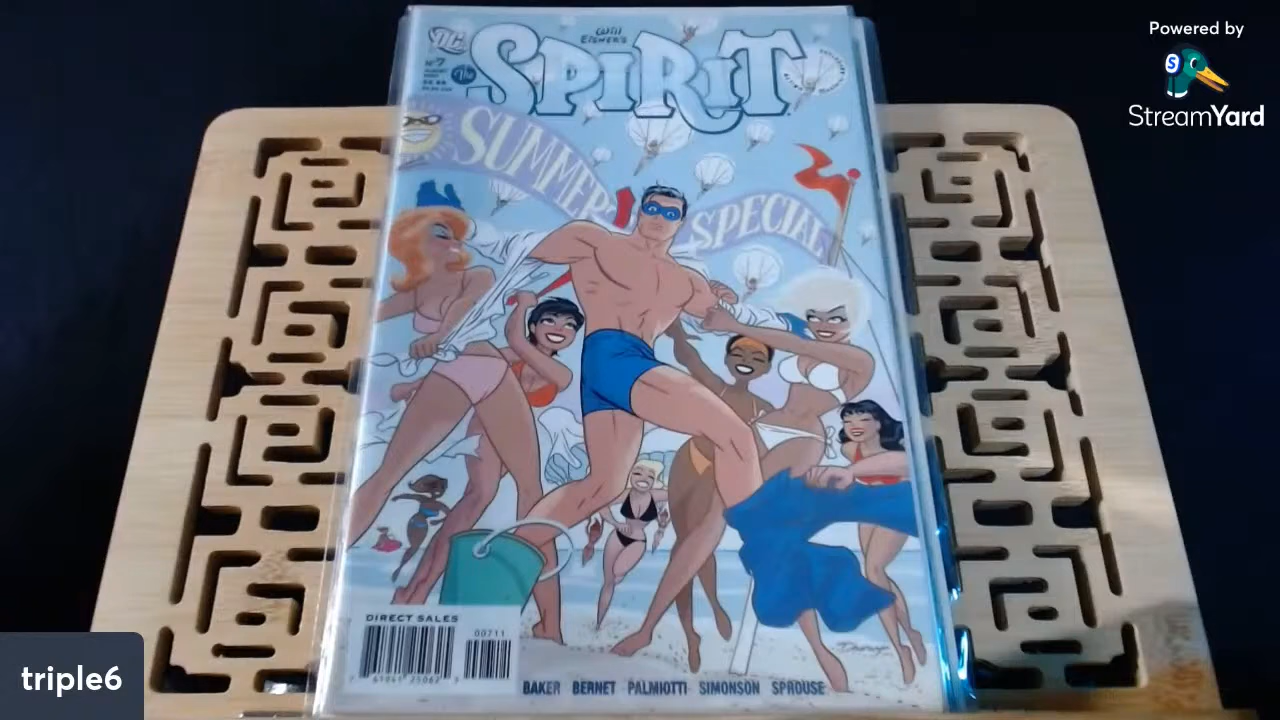 Powered by
StreamYard
DC
Will
EISNER'S
The SPIRIT
Nº7
SUMMER SPECIAL
DIRECT SALES
00711
BAKER BERNET PALMIOTTI SIMONSON SPROUSE
triple6